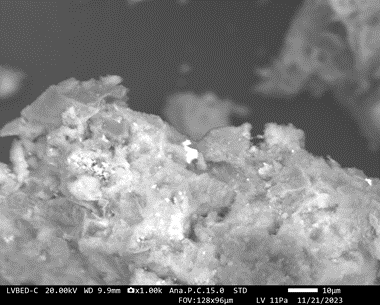 LVBED-C 20.00kV WD 9.9mm x1.00k Ana.P.C.15.0 STD 10µm
FOV:128x96µm LV 11Pa 11/21/2023